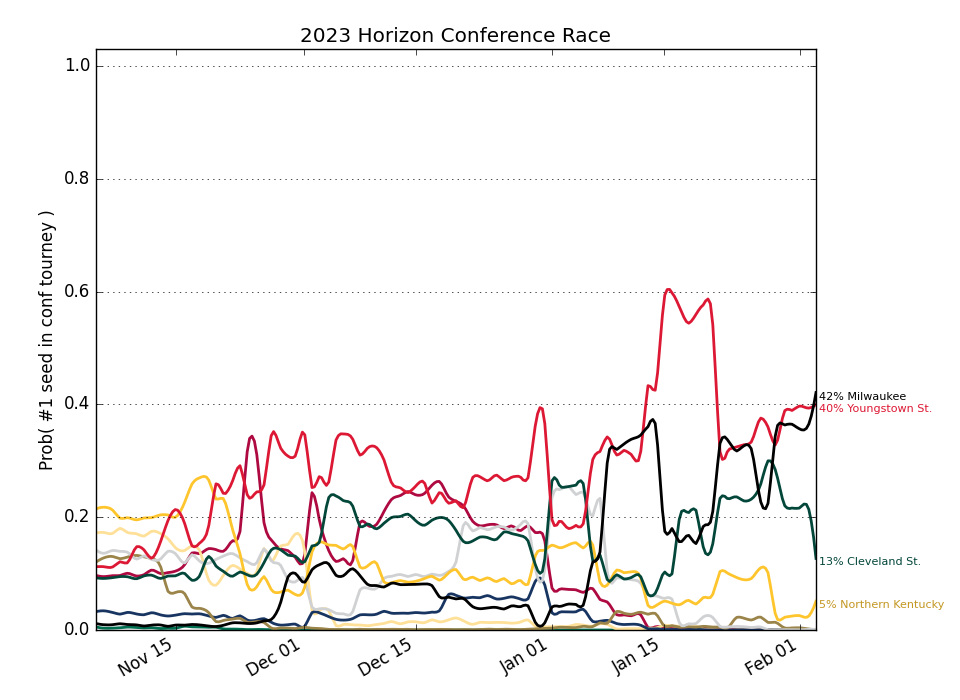 2023 Horizon Conference Race
Prob( #1 seed in conf tourney )
1.0
0.8
0.6
0.4
0.2
0.0
Nov 15
Dec 01
Dec 15
Jan 01
Jan 15
Feb 01
42% Milwaukee
40% Youngstown St.
13% Cleveland St.
5% Northern Kentucky